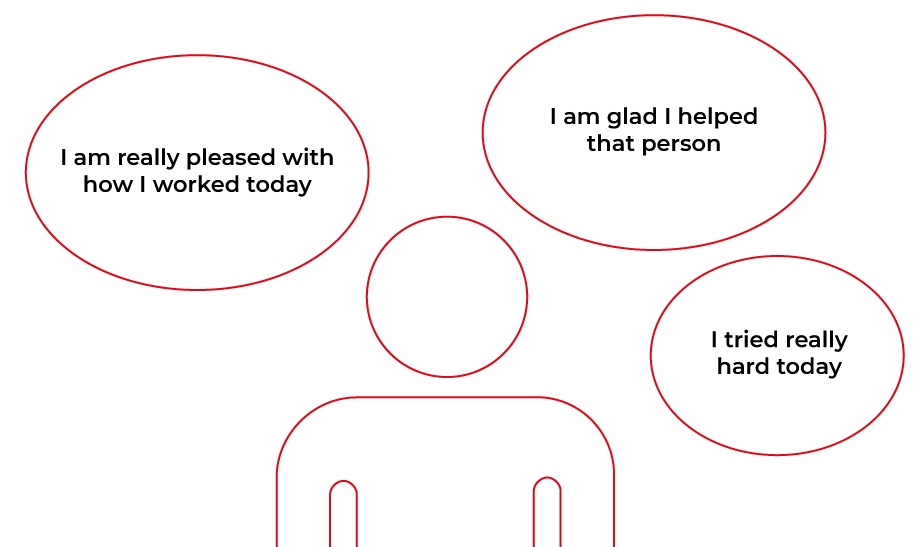 I am really pleased with
how I worked today
I am glad I helped
that person
I tried really
hard today